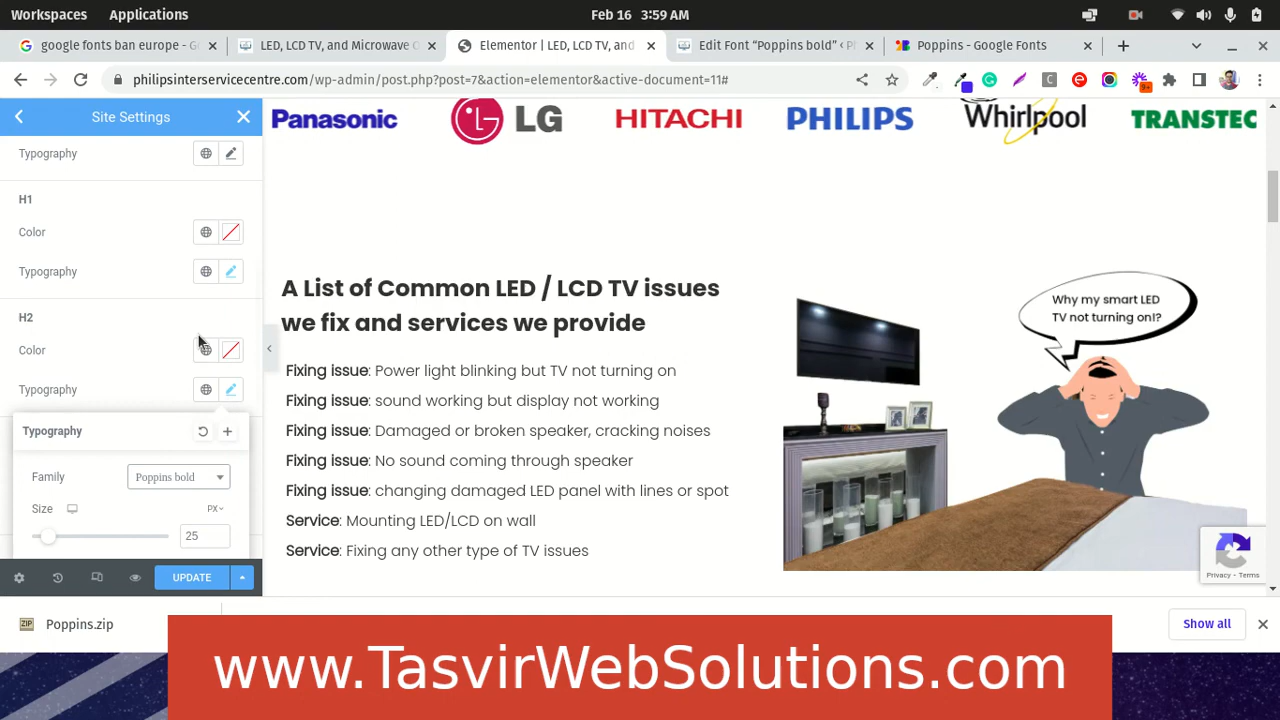 Workspaces Applications Feb 16 3:59 AM
google fonts ban europe - G
LED, LCD TV, and Microwave
Elementor | LED, LCD TV, and
Edit Font “Poppins bold” ‹ Ph
Poppins - Google Fonts
philipsinterservicecentre.com/wp-admin/post.php?post=7&action=elementor&active-document=11#
9+
Site Settings
Typography
H1
Color
Typography
H2
Color
Typography
Typography
Family Poppins bold
Size PX 25
UPDATE
Panasonic LG HITACHI PHILIPS Whirlpool TRANSTEC
A List of Common LED / LCD TV issues
we fix and services we provide
Fixing issue: Power light blinking but TV not turning on
Fixing issue: sound working but display not working
Fixing issue: Damaged or broken speaker, cracking noises
Fixing issue: No sound coming through speaker
Fixing issue: changing damaged LED panel with lines or spot
Service: Mounting LED/LCD on wall
Service: Fixing any other type of TV issues
Why my smart LED
TV not turning on!?
Privacy - Terms
ZIP Poppins.zip
Show all
www.TasvirWebSolutions.com